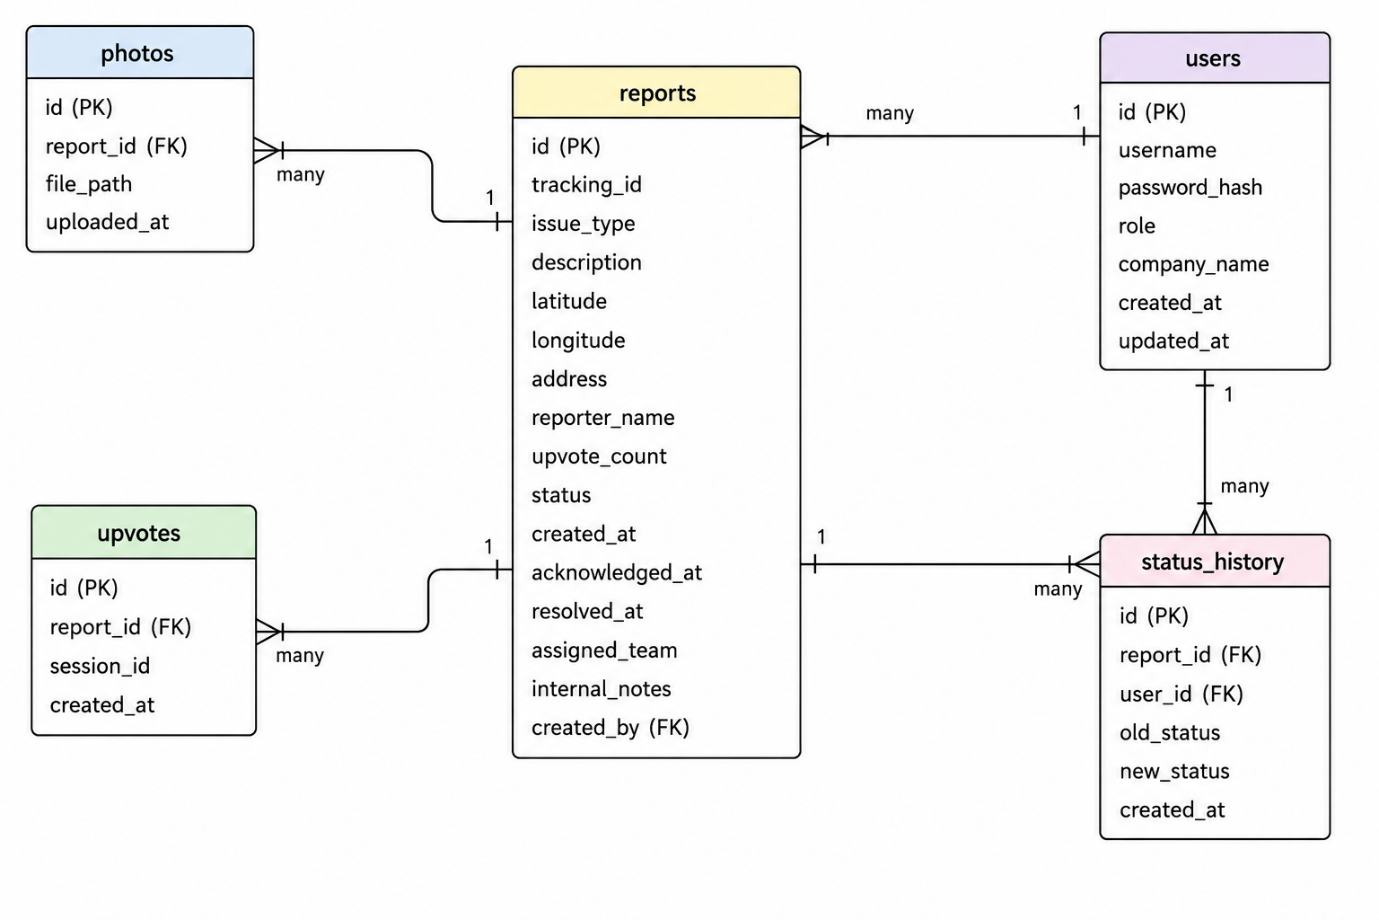 photos
id (PK)
report_id (FK)
file_path
uploaded_at
many
1
reports
id (PK)
tracking_id
issue_type
description
latitude
longitude
address
reporter_name
upvote_count
status
created_at
acknowledged_at
resolved_at
assigned_team
internal_notes
created_by (FK)
many
1
users
id (PK)
username
password_hash
role
company_name
created_at
updated_at
1
many
upvotes
id (PK)
report_id (FK)
session_id
created_at
many
1
1
many
status_history
id (PK)
report_id (FK)
user_id (FK)
old_status
new_status
created_at